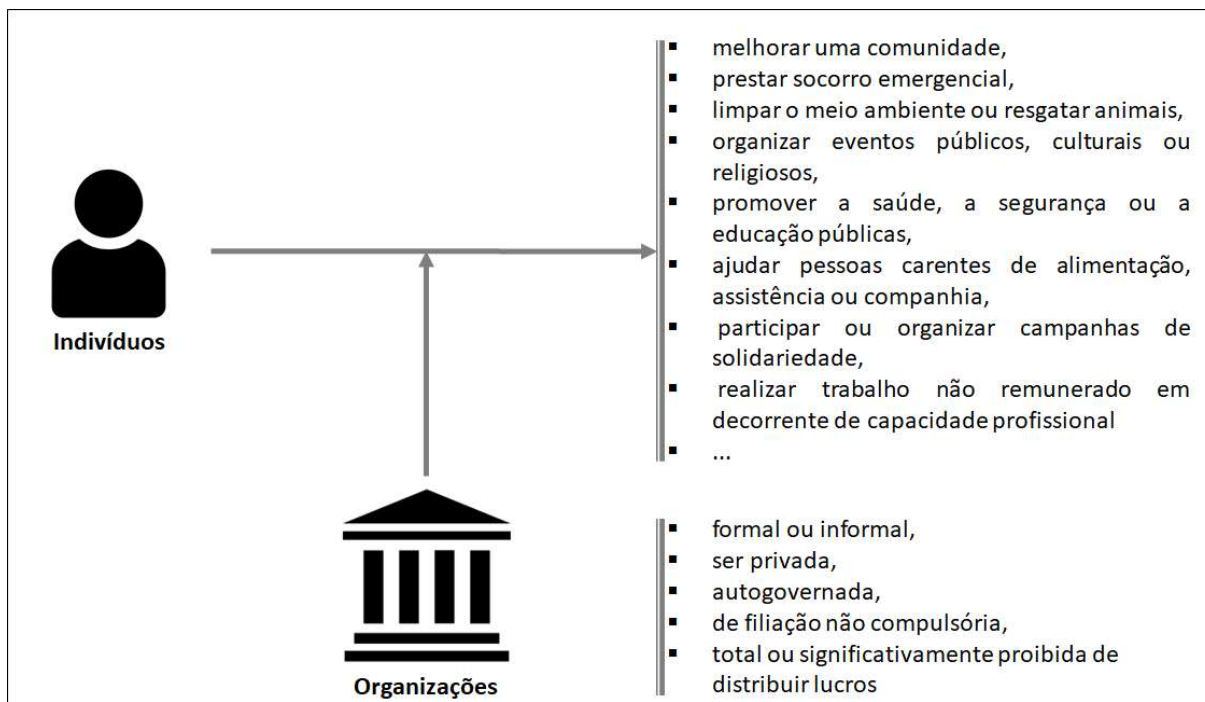 ▪ melhorar uma comunidade,
▪ prestar socorro emergencial,
▪ limpar o meio ambiente ou resgatar animais,
▪ organizar eventos públicos, culturais ou
religiosos,
▪ promover a saúde, a segurança ou a
educação públicas,
▪ ajudar pessoas carentes de alimentação,
assistência ou companhia,
▪ participar ou organizar campanhas de
solidariedade,
▪ realizar trabalho não remunerado em
decorrente de capacidade profissional
▪ ...
Indivíduos
▪ formal ou informal,
▪ ser privada,
▪ autogovernada,
▪ de filiação não compulsória,
▪ total ou significativamente proibida de
distribuir lucros
Organizações